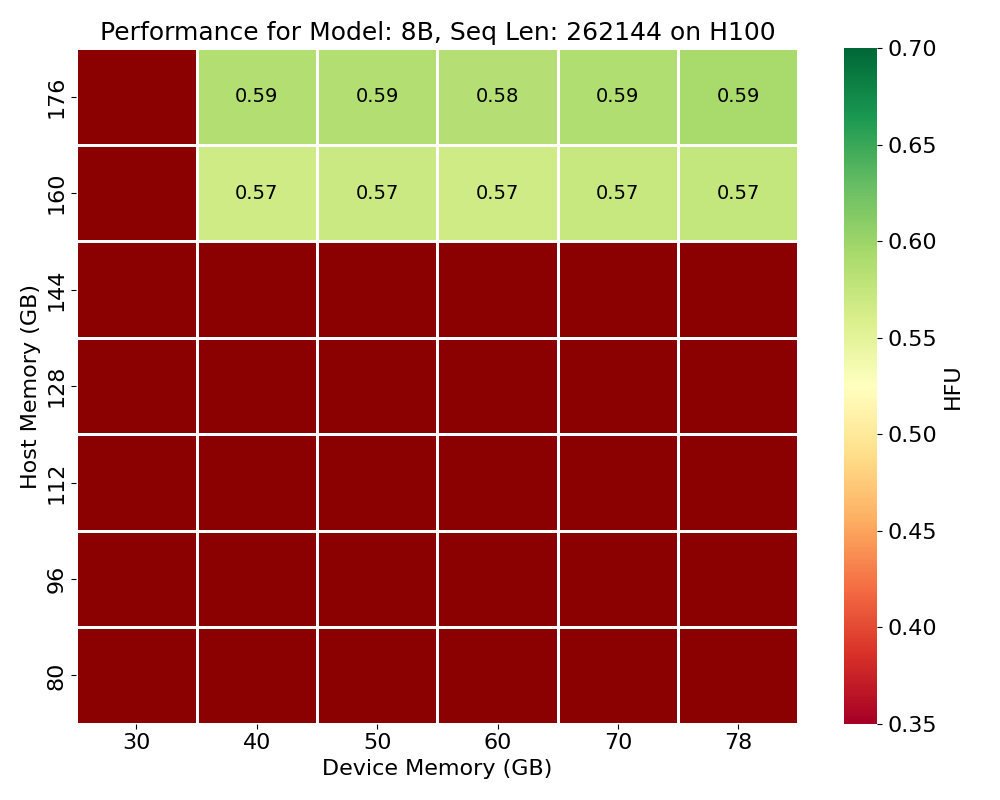 Performance for Model: 8B, Seq Len: 262144 on H100
Host Memory (GB)
176
0.59 0.59 0.58 0.59 0.59
160
0.57 0.57 0.57 0.57 0.57
144
128
112
96
80
30 40 50 60 70 78
Device Memory (GB)
0.70
0.65
0.60
0.55
0.50
0.45
0.40
0.35
HFU